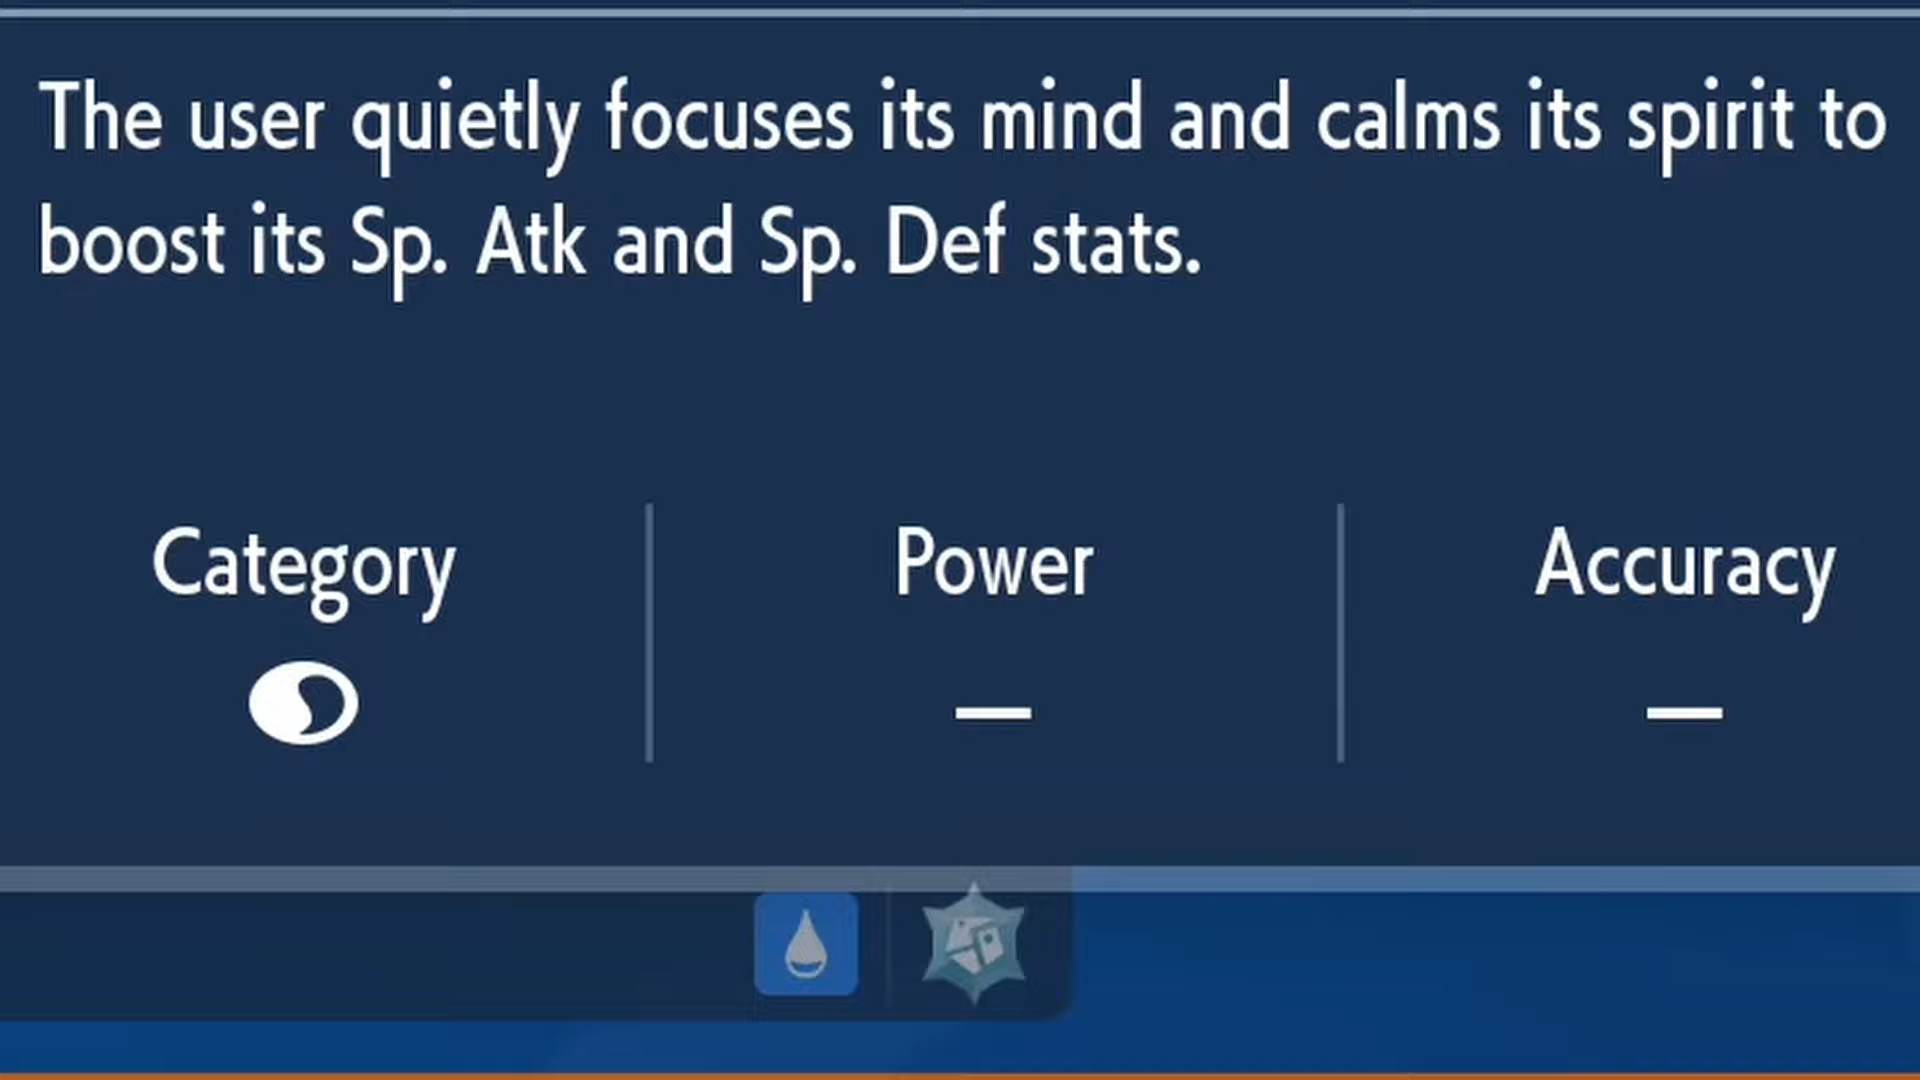 The user quietly focuses its mind and calms its spirit to
boost its Sp. Atk and Sp. Def stats.
Category
Power
Accuracy
—
—